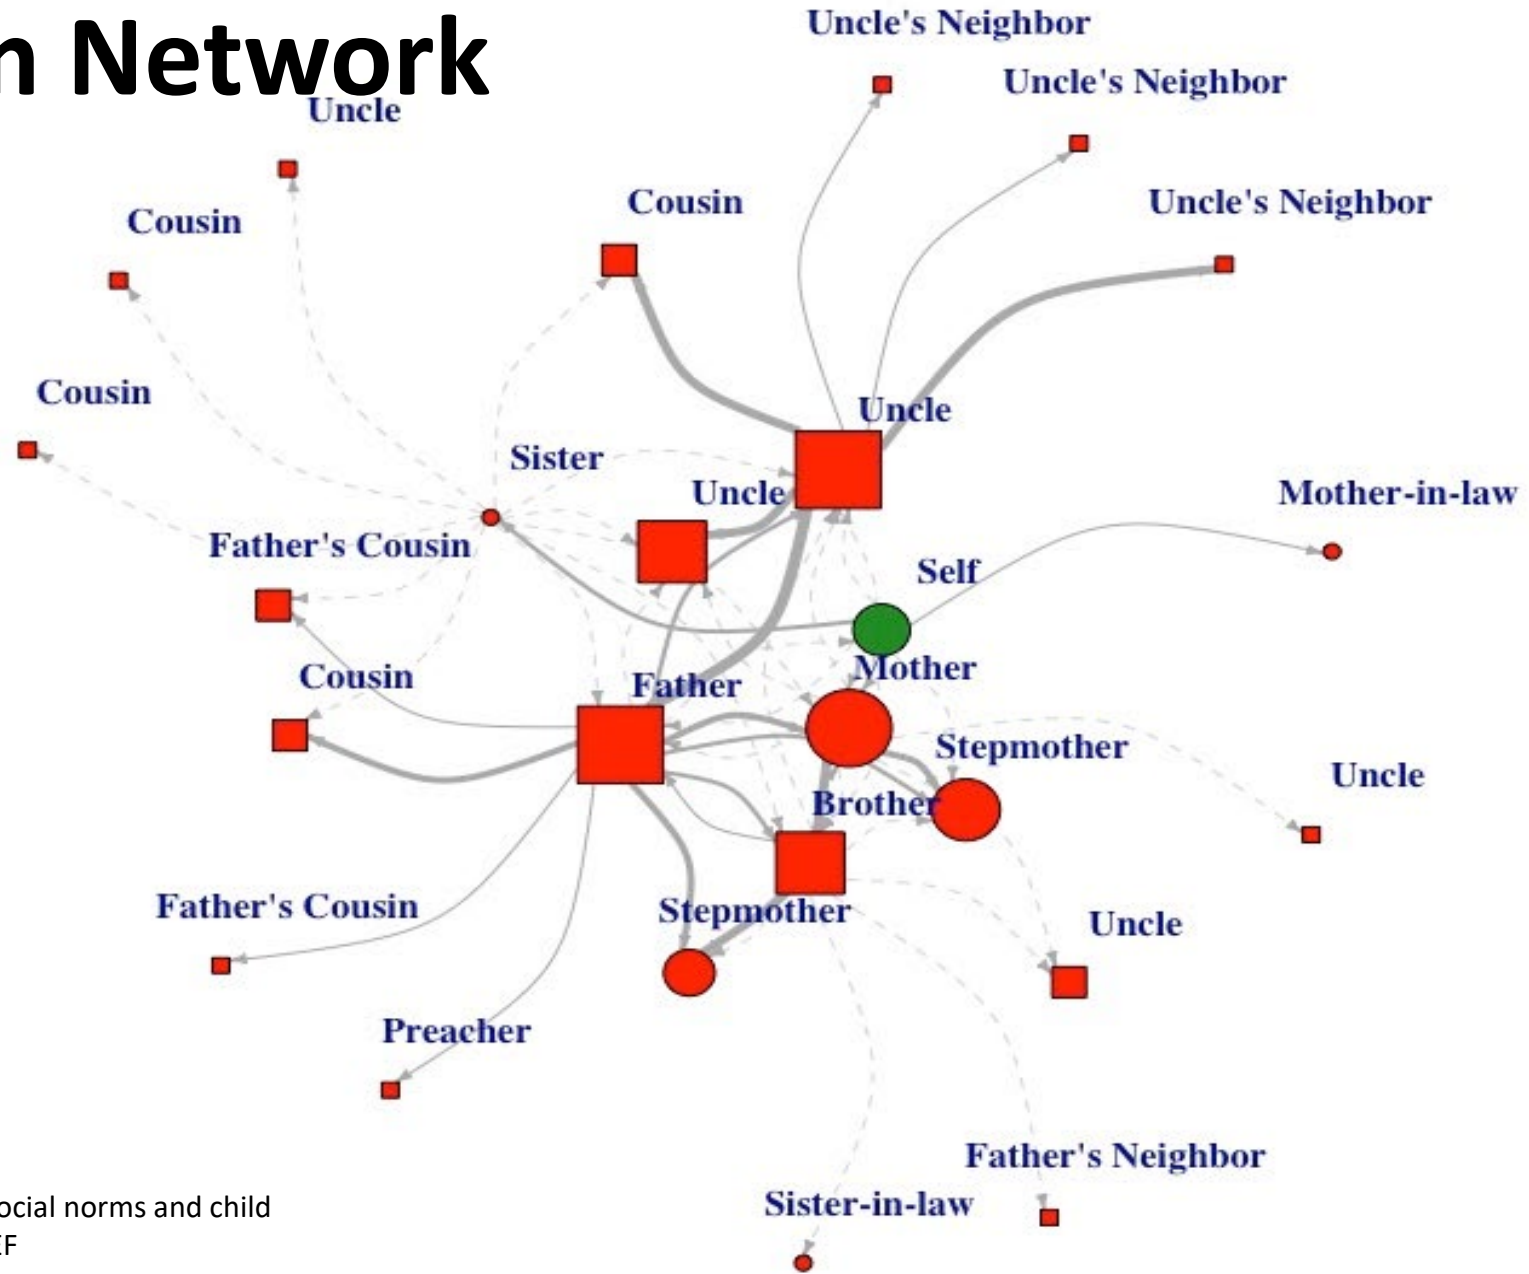 n Network
Uncle's Neighbor
Uncle's Neighbor
Uncle
Cousin
Uncle's Neighbor
Cousin
Cousin
Uncle
Sister
Uncle
Mother-in-law
Father's Cousin
Self
Cousin
Mother
Father
Stepmother
Uncle
Brother
Father's Cousin
Stepmother
Uncle
Preacher
Father's Neighbor
Sister-in-law
ocial norms and child
EF